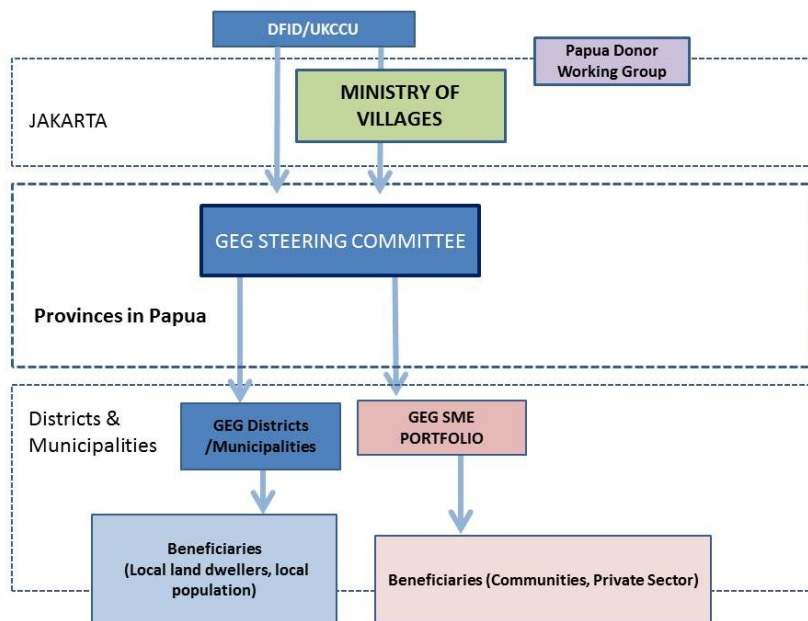 DFID/UKCCU
Papua Donor
Working Group
MINISTRY OF
VILLAGES
JAKARTA
GEG STEERING COMMITTEE
Provinces in Papua
Districts &
Municipalities
GEG Districts
/Municipalities
GEG SME
PORTFOLIO
Beneficiaries
(Local land dwellers, local
population)
Beneficiaries (Communities, Private Sector)